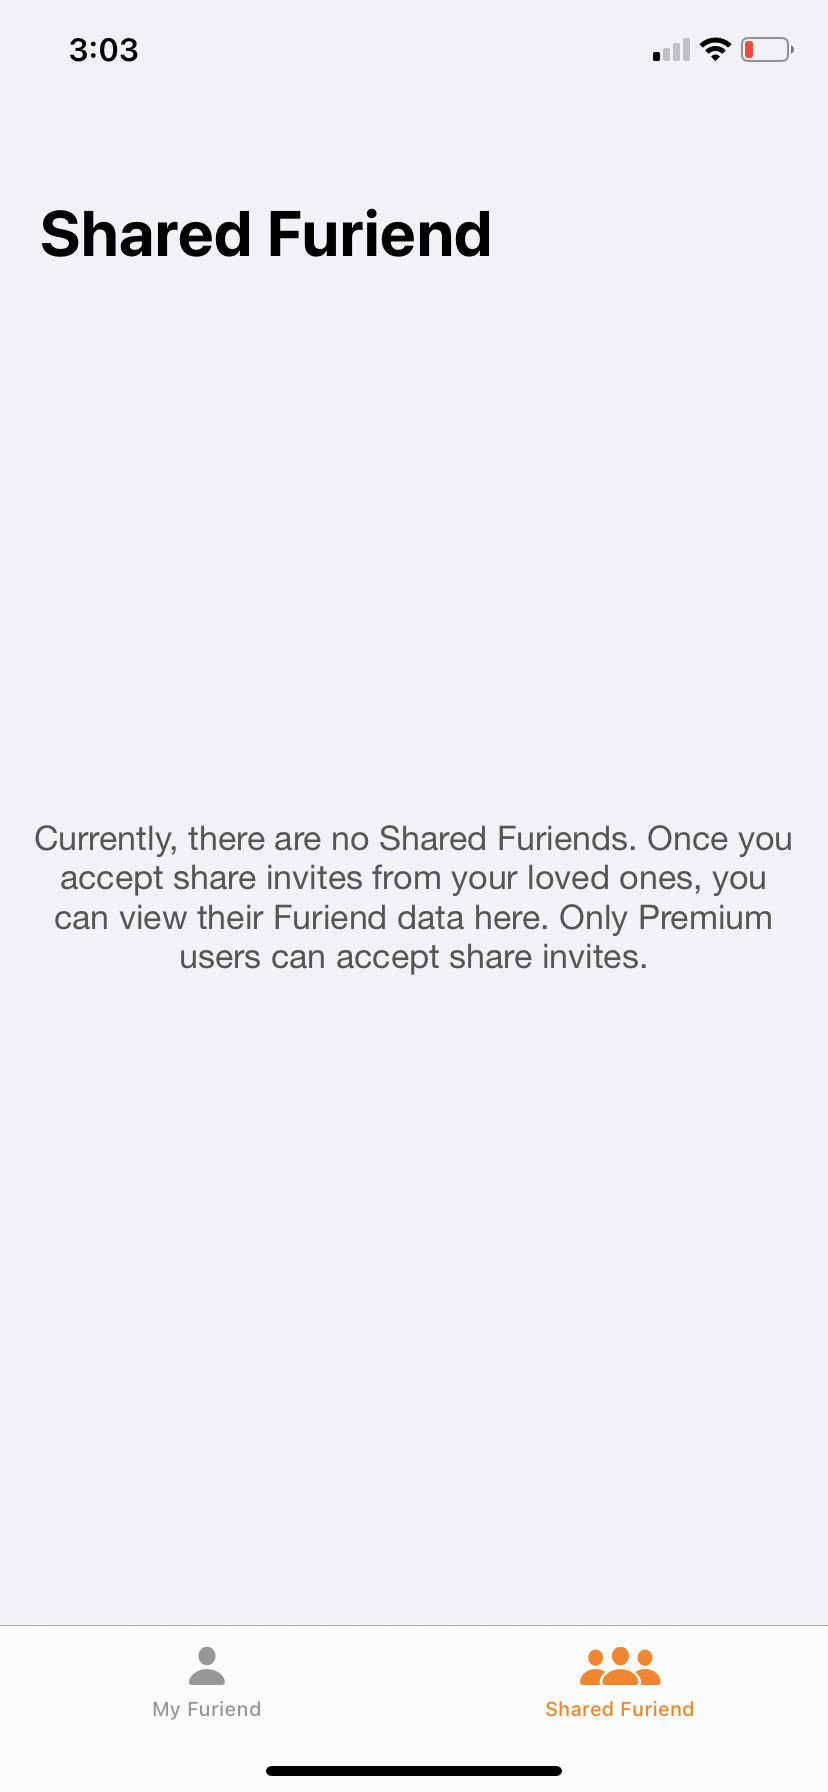 3:03
Shared Furiend
Currently, there are no Shared Furiends. Once you
accept share invites from your loved ones, you
can view their Furiend data here. Only Premium
users can accept share invites.
My Furiend
Shared Furiend